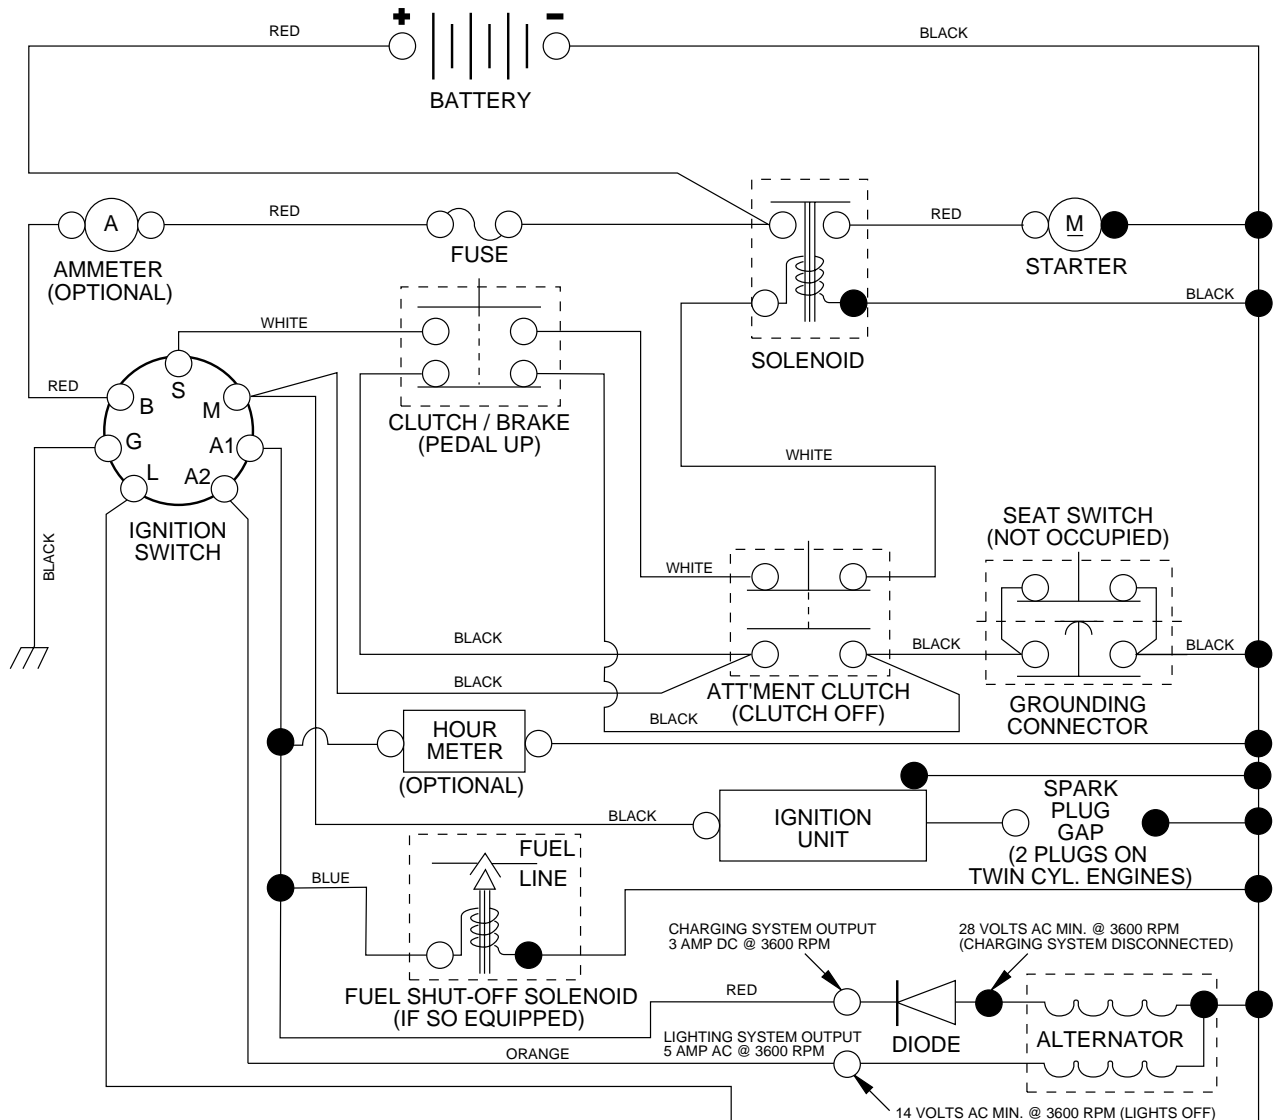 + -
RED
BLACK
BATTERY
A
RED
FUSE
RED
M
STARTER
AMMETER
(OPTIONAL)
BLACK
WHITE
SOLENOID
RED
S
B
M
G
A1
L
A2
CLUTCH / BRAKE
(PEDAL UP)
WHITE
IGNITION
SWITCH
BLACK
SEAT SWITCH
(NOT OCCUPIED)
WHITE
BLACK
BLACK
BLACK
BLACK
ATT'MENT CLUTCH
(CLUTCH OFF)
BLACK
GROUNDING
CONNECTOR
HOUR
METER
(OPTIONAL)
BLACK
IGNITION
UNIT
SPARK
PLUG
GAP
(2 PLUGS ON
TWIN CYL. ENGINES)
FUEL
LINE
BLUE
CHARGING SYSTEM OUTPUT
3 AMP DC @ 3600 RPM
28 VOLTS AC MIN. @ 3600 RPM
(CHARGING SYSTEM DISCONNECTED)
FUEL SHUT-OFF SOLENOID
(IF SO EQUIPPED)
RED
LIGHTING SYSTEM OUTPUT
5 AMP AC @ 3600 RPM
DIODE
ALTERNATOR
ORANGE
14 VOLTS AC MIN. @ 3600 RPM (LIGHTS OFF)